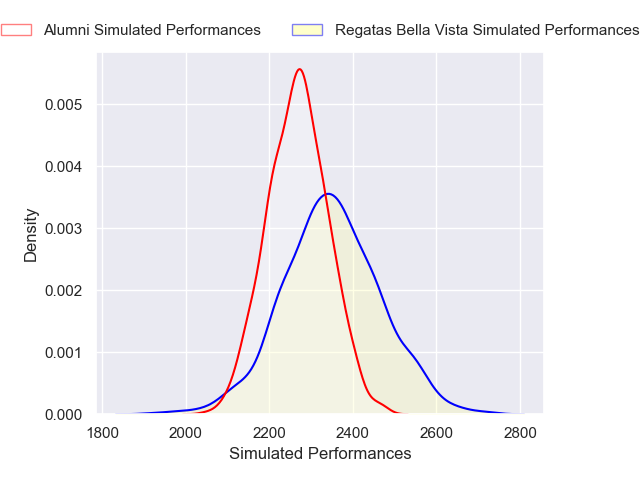 Alumni Simulated Performances
Regatas Bella Vista Simulated Performances
0.005
0.004
0.003
0.002
0.001
0.000
Density
1800 2000 2200 2400 2600 2800
Simulated Performances